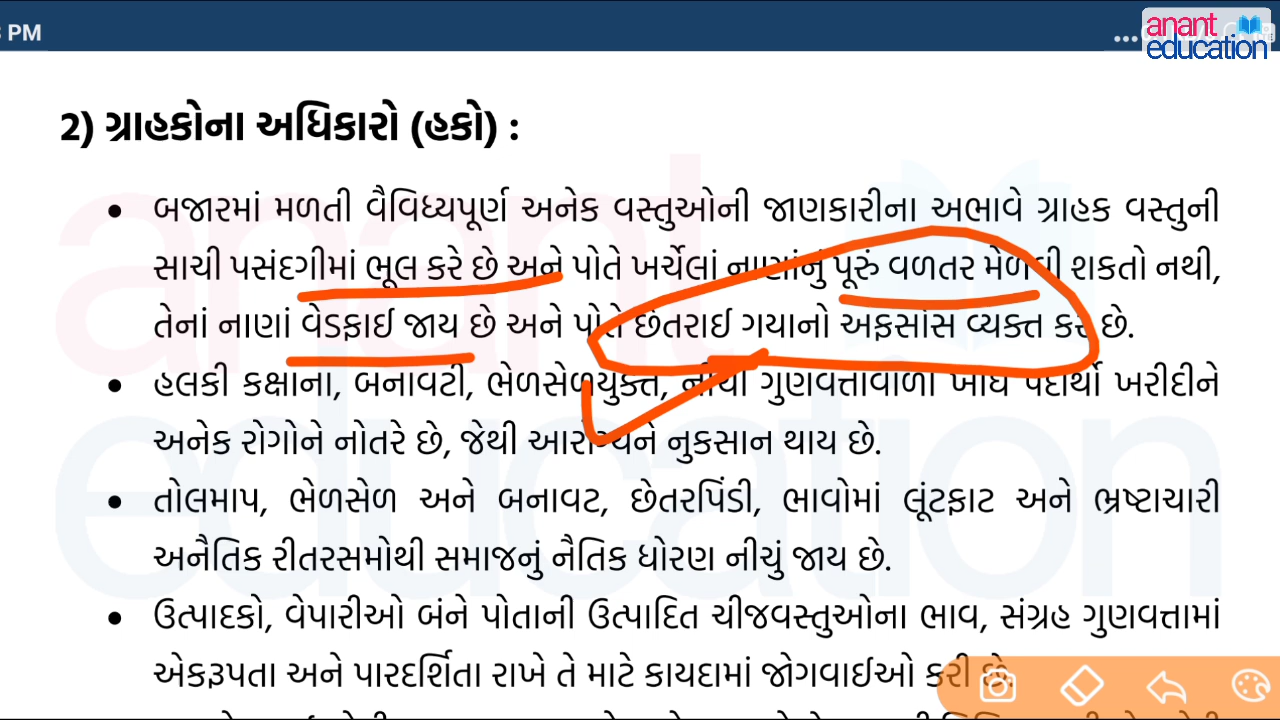 PM
anant
education
2) ગ્રાહકોના અધિકારો (હકો) :
• બજારમાં મળતી વૈવિધ્યપૂર્ણ અનેક વસ્તુઓની જાણકારીના અભાવે ગ્રાહક વસ્તુની
સાચી પસંદગીમાં ભૂલ કરે છે અને પોતે ખર્ચેલાં નાણાંનું પૂરું વળતર મેળવી શકતો નથી,
તેનાં નાણાં વેડફાઈ જાય છે અને પોતે છેતરાઈ ગયાનો અફસોસ વ્યક્ત કરે છે.
• હલકી કક્ષાના, બનાવટી, ભેળસેળયુક્ત, નીચી ગુણવત્તાવાળા ખાદ્ય પદાર્થો ખરીદીને
અનેક રોગોને નોતરે છે, જેથી આરોગ્યને નુકસાન થાય છે.
• તોલમાપ, ભેળસેળ અને બનાવટ, છેતરપિંડી, ભાવોમાં લૂંટફાટ અને ભ્રષ્ટાચારી
અનૈતિક રીતરસમોથી સમાજનું નૈતિક ધોરણ નીચું જાય છે.
• ઉત્પાદકો, વેપારીઓ બંને પોતાની ઉત્પાદિત ચીજવસ્તુઓના ભાવ, સંગ્રહ ગુણવત્તામાં
એકરૂપતા અને પારદર્શિતા રાખે તે માટે કાયદામાં જોગવાઈઓ કરી છે.